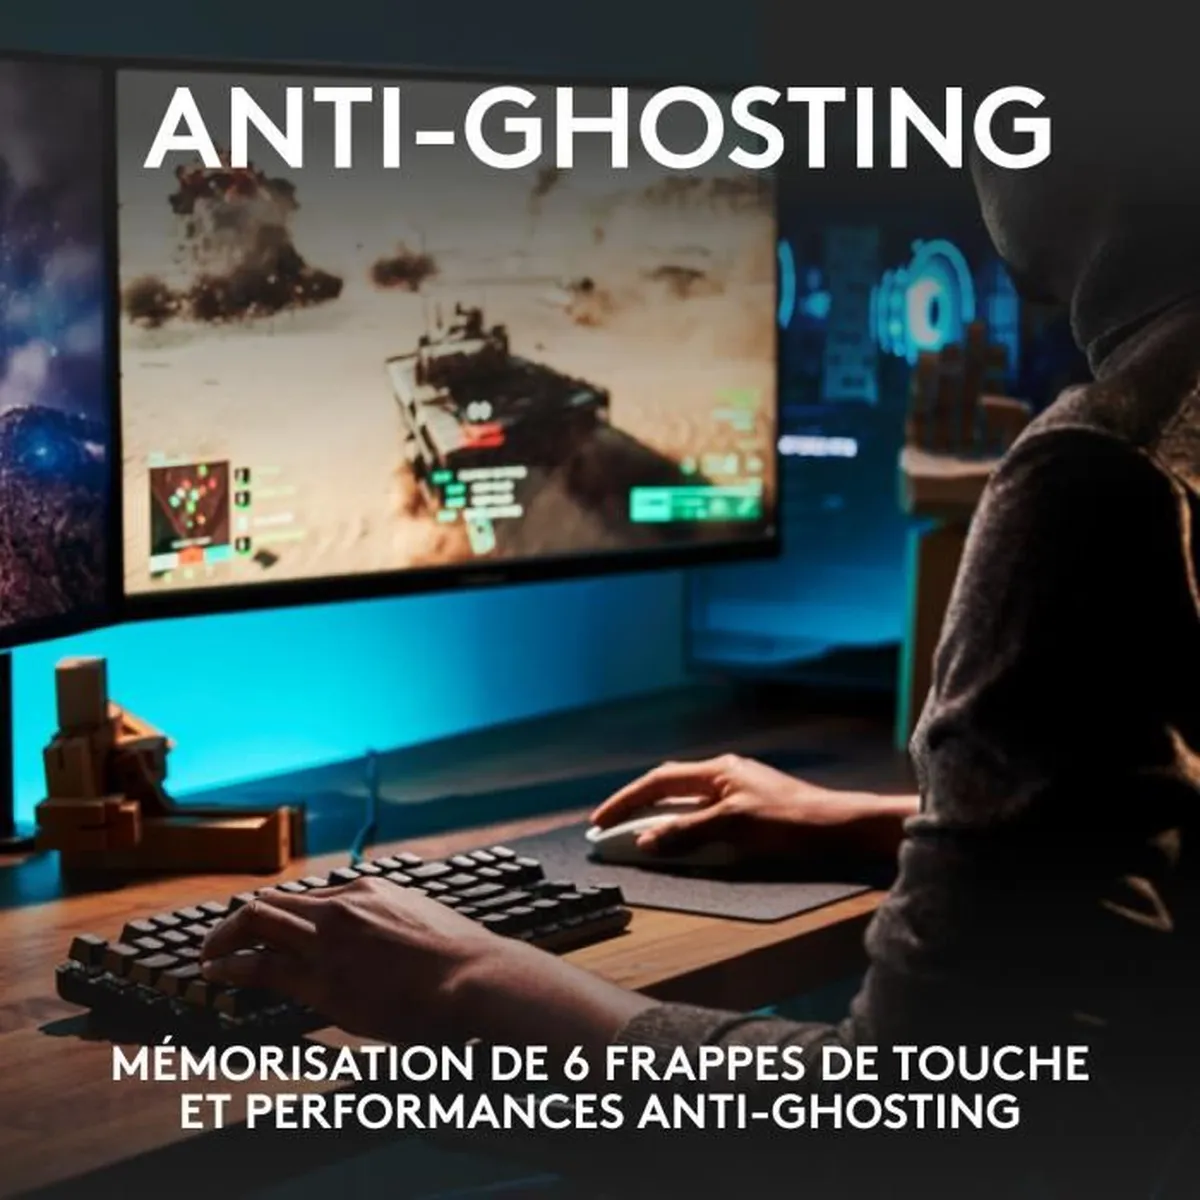 ANTI-GHOSTING
MÉMORISATION DE 6 FRAPPES DE TOUCHE
ET PERFORMANCES ANTI-GHOSTING